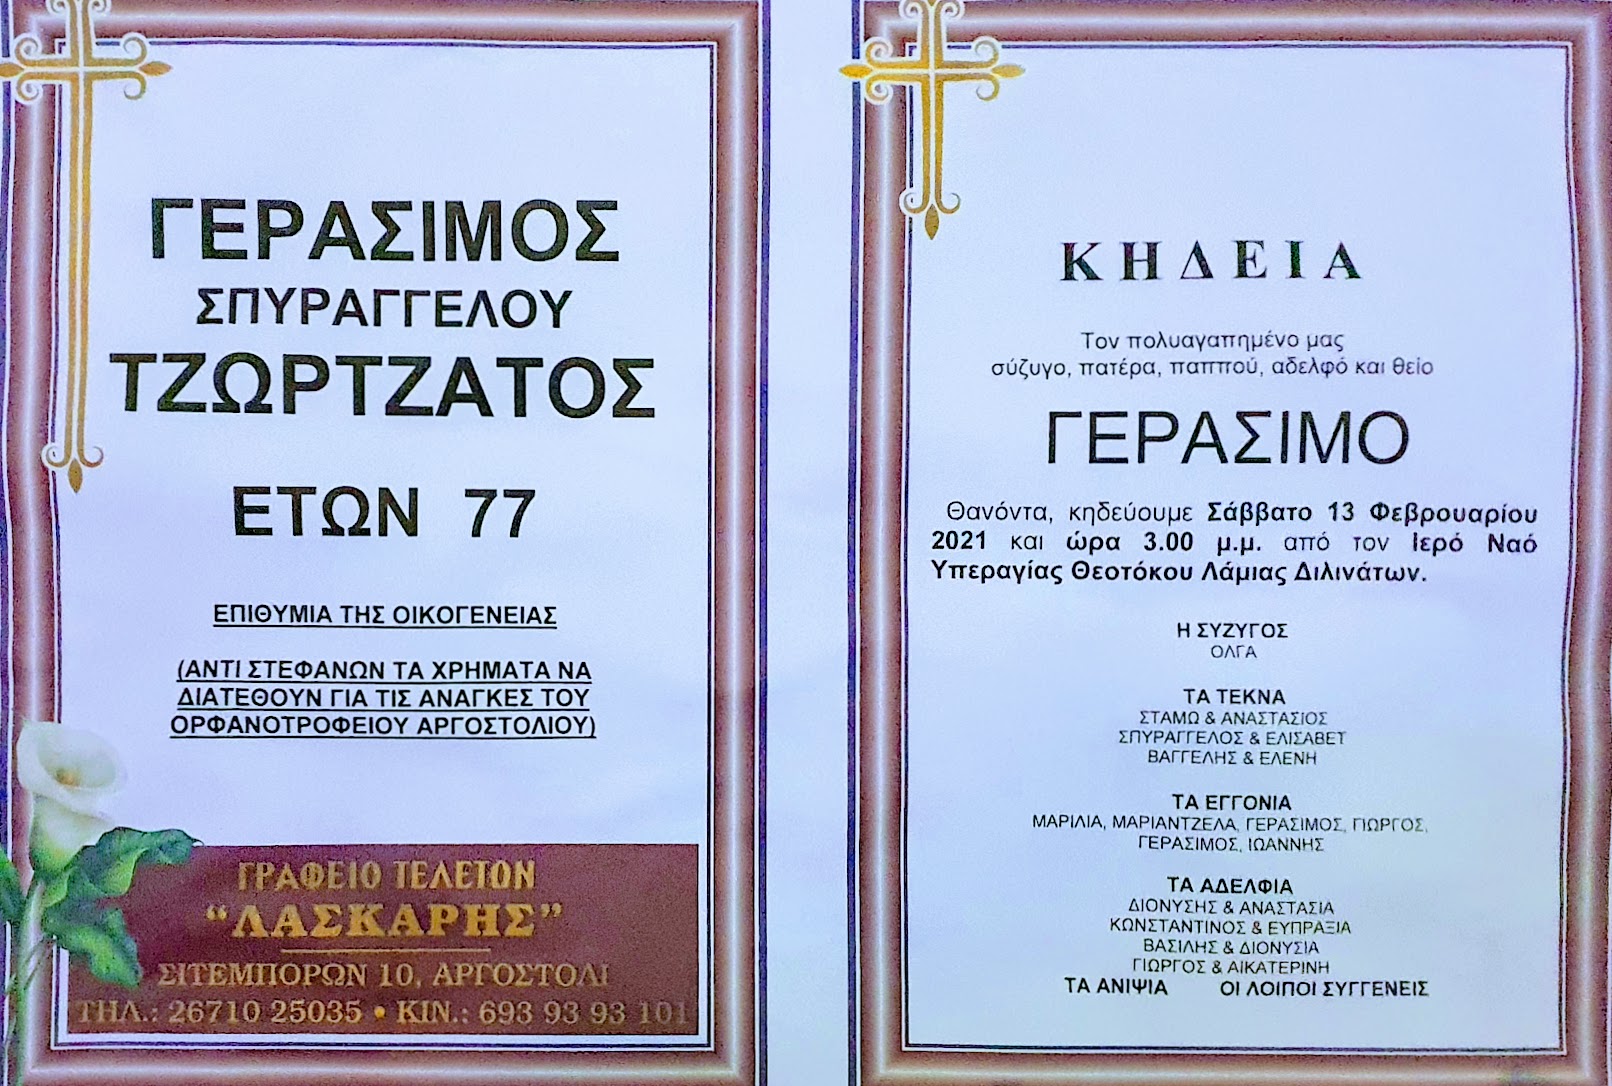 ΓΕΡΑΣΙΜΟΣ
ΣΠΥΡΑΓΓΕΛΟΥ
ΤΖΩΡΤΖΑΤΟΣ
ΕΤΩΝ 77
ΕΠΙΘΥΜΙΑ ΤΗΣ ΟΙΚΟΓΕΝΕΙΑΣ
(ΑΝΤΙ ΣΤΕΦΑΝΩΝ ΤΑ ΧΡΗΜΑΤΑ ΝΑ
ΔΙΑΤΕΘΟΥΝ ΓΙΑ ΤΙΣ ΑΝΑΓΚΕΣ ΤΟΥ
ΟΡΦΑΝΟΤΡΟΦΕΙΟΥ ΑΡΓΟΣΤΟΛΙΟΥ)
ΓΡΑΦΕΙΟ ΤΕΛΕΤΩΝ
“ΛΑΣΚΑΡΗΣ”
ΣΙΤΕΜΠΟΡΩΝ 10, ΑΡΓΟΣΤΟΛΙ
ΤΗΛ.: 26710 25035 • ΚΙΝ.: 693 93 93 101
ΚΗΔΕΙΑ
Τον πολυαγαπημένο μας
σύζυγο, πατέρα, παππού, αδελφό και θείο
ΓΕΡΑΣΙΜΟ
Θανόντα, κηδεύουμε Σάββατο 13 Φεβρουαρίου
2021 και ώρα 3.00 μ.μ. από τον Ιερό Ναό
Υπεραγίας Θεοτόκου Λάμιας Διλινάτων.
Η ΣΥΖΥΓΟΣ
ΟΛΓΑ
ΤΑ ΤΕΚΝΑ
ΣΤΑΜΩ & ΑΝΑΣΤΑΣΙΟΣ
ΣΠΥΡΑΓΓΕΛΟΣ & ΕΛΙΣΑΒΕΤ
ΒΑΓΓΕΛΗΣ & ΕΛΕΝΗ
ΤΑ ΕΓΓΟΝΙΑ
ΜΑΡΙΛΙΑ, ΜΑΡΙΑΝΤΖΕΛΑ, ΓΕΡΑΣΙΜΟΣ, ΓΙΩΡΓΟΣ,
ΓΕΡΑΣΙΜΟΣ, ΙΩΑΝΝΗΣ
ΤΑ ΑΔΕΛΦΙΑ
ΔΙΟΝΥΣΗΣ & ΑΝΑΣΤΑΣΙΑ
ΚΩΝΣΤΑΝΤΙΝΟΣ & ΕΥΠΡΑΞΙΑ
ΒΑΣΙΛΗΣ & ΔΙΟΝΥΣΙΑ
ΓΙΩΡΓΟΣ & ΑΙΚΑΤΕΡΙΝΗ
ΤΑ ΑΝΙΨΙΑ ΟΙ ΛΟΙΠΟΙ ΣΥΓΓΕΝΕΙΣ